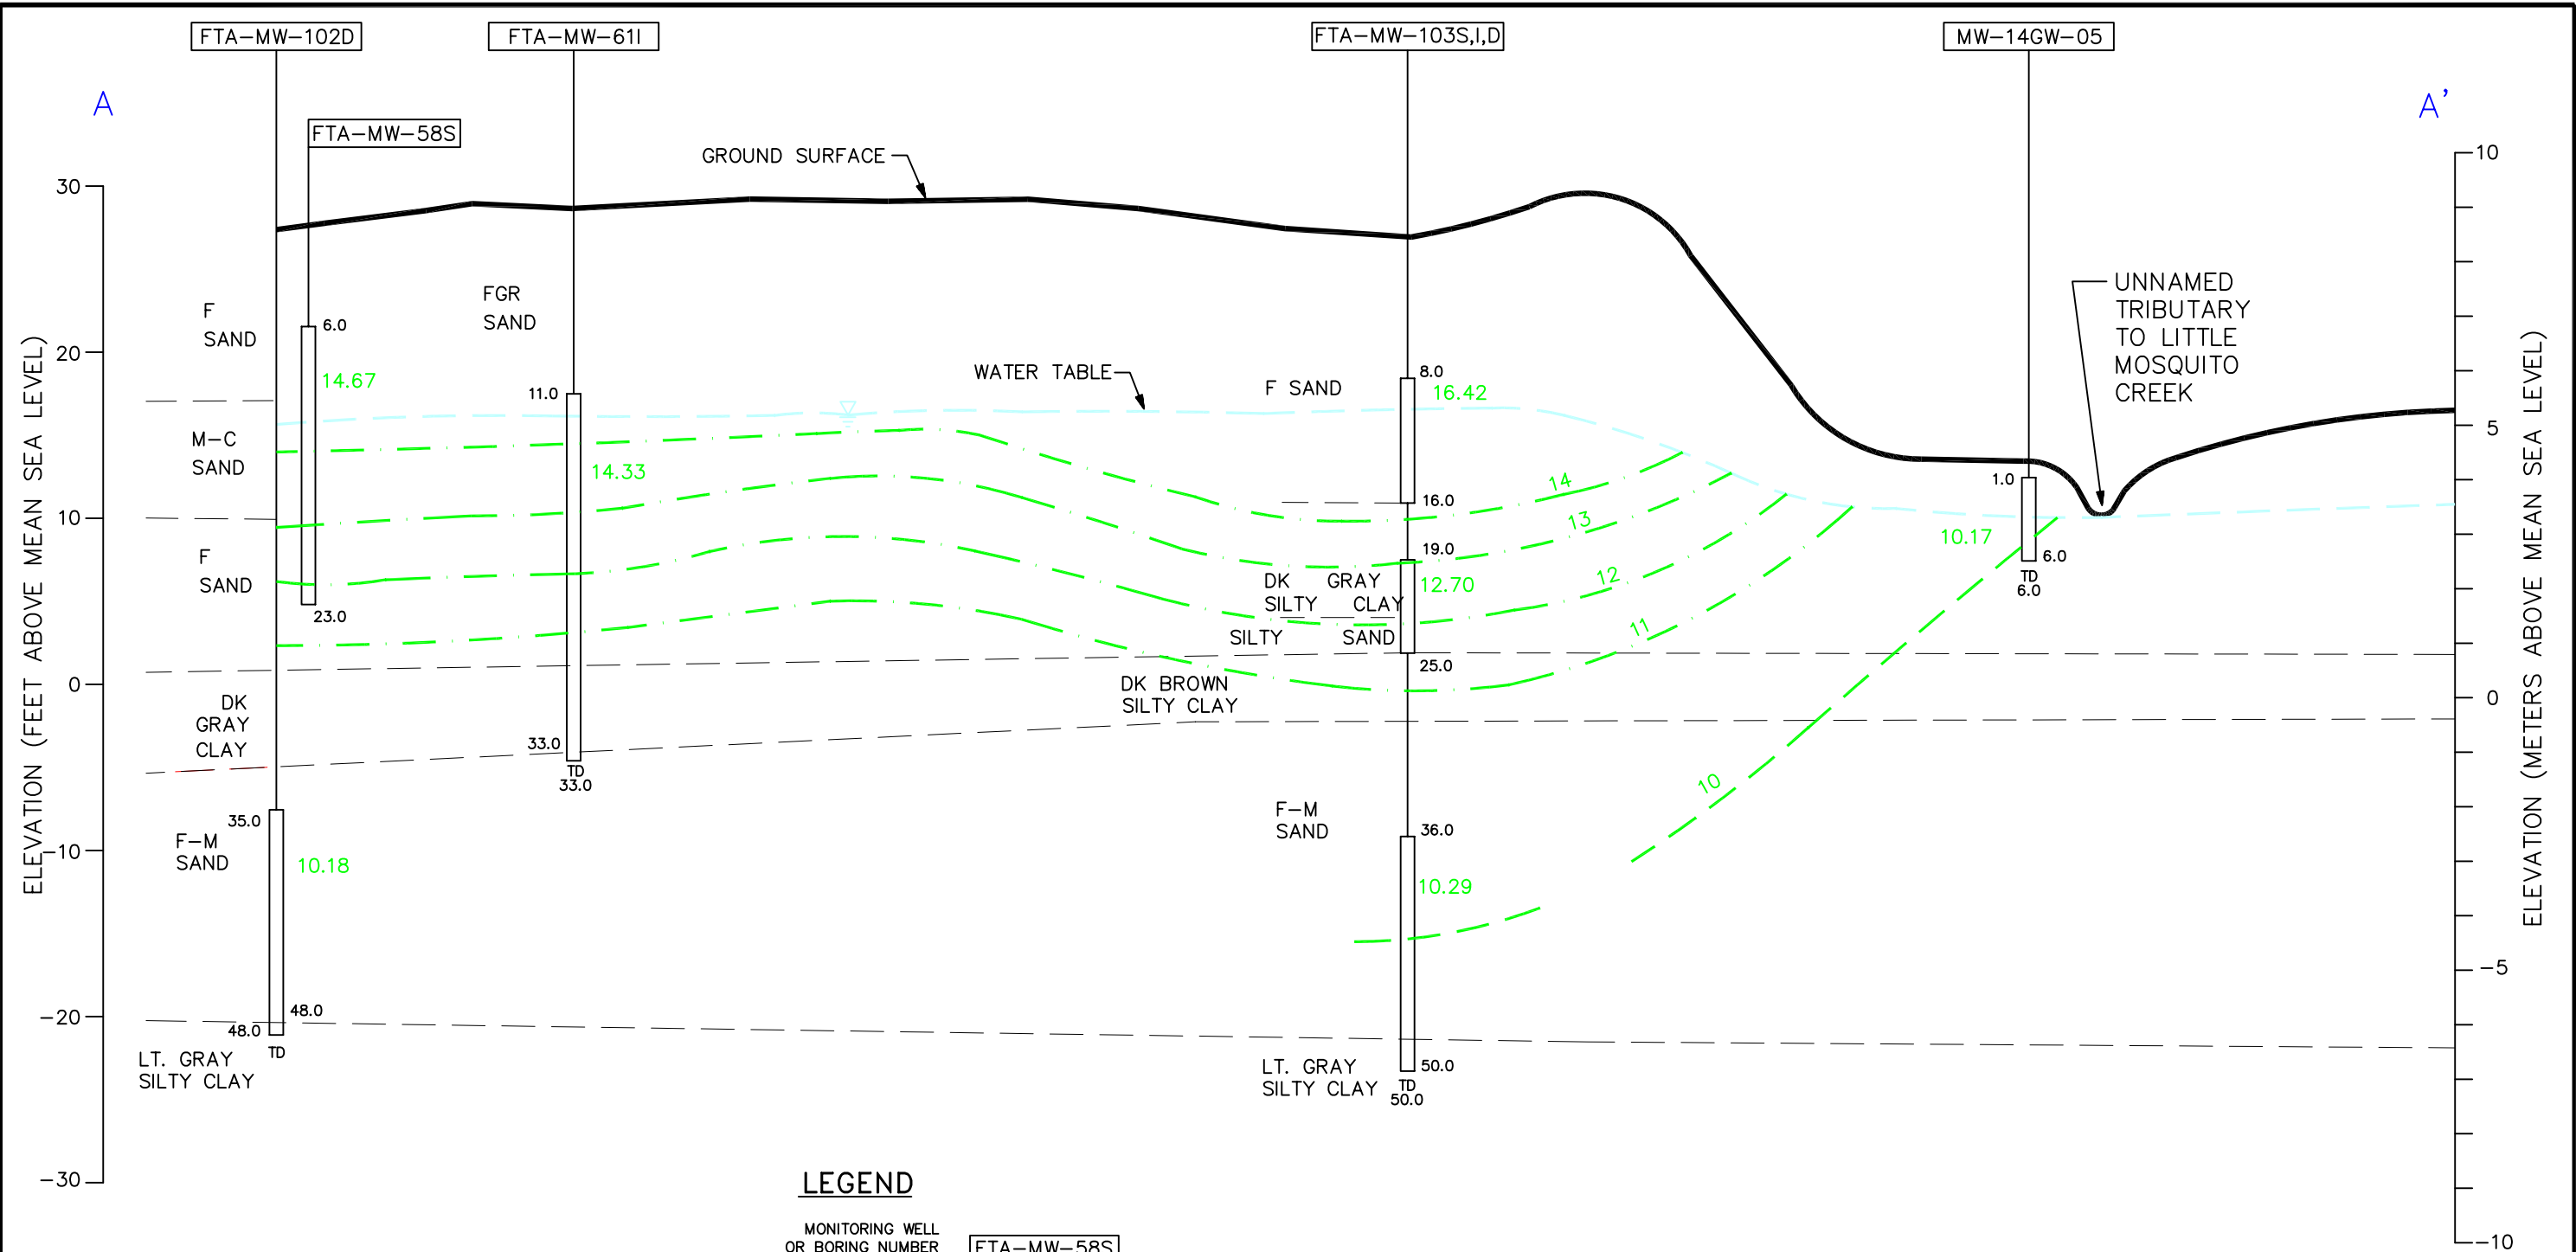 FTA-MW-102D
FTA-MW-61I
FTA-MW-103S,I,D
MW-14GW-05
A
A'
FTA-MW-58S
GROUND SURFACE
WATER TABLE
UNNAMED
TRIBUTARY
TO LITTLE
MOSQUITO
CREEK
ELEVATION (FEET ABOVE MEAN SEA LEVEL)
30
20
10
0
-10
-20
-30
F
SAND
M-C
SAND
F
SAND
DK
GRAY
CLAY
F-M
SAND
LT. GRAY
SILTY CLAY
6.0
14.67
23.0
35.0
10.18
48.0
48.0
TD
FGR
SAND
11.0
14.33
33.0
TD
33.0
F SAND
8.0
16.42
16.0
19.0
DK GRAY
SILTY CLAY
12.70
SILTY SAND
25.0
DK BROWN
SILTY CLAY
F-M
SAND
36.0
10.29
LT. GRAY
SILTY CLAY
50.0
TD
50.0
14
13
12
11
10
1.0
10.17
6.0
TD
6.0
10
5
0
-5
-10
ELEVATION (METERS ABOVE MEAN SEA LEVEL)
LEGEND
MONITORING WELL
OR BORING NUMBER
FTA-MW-58S